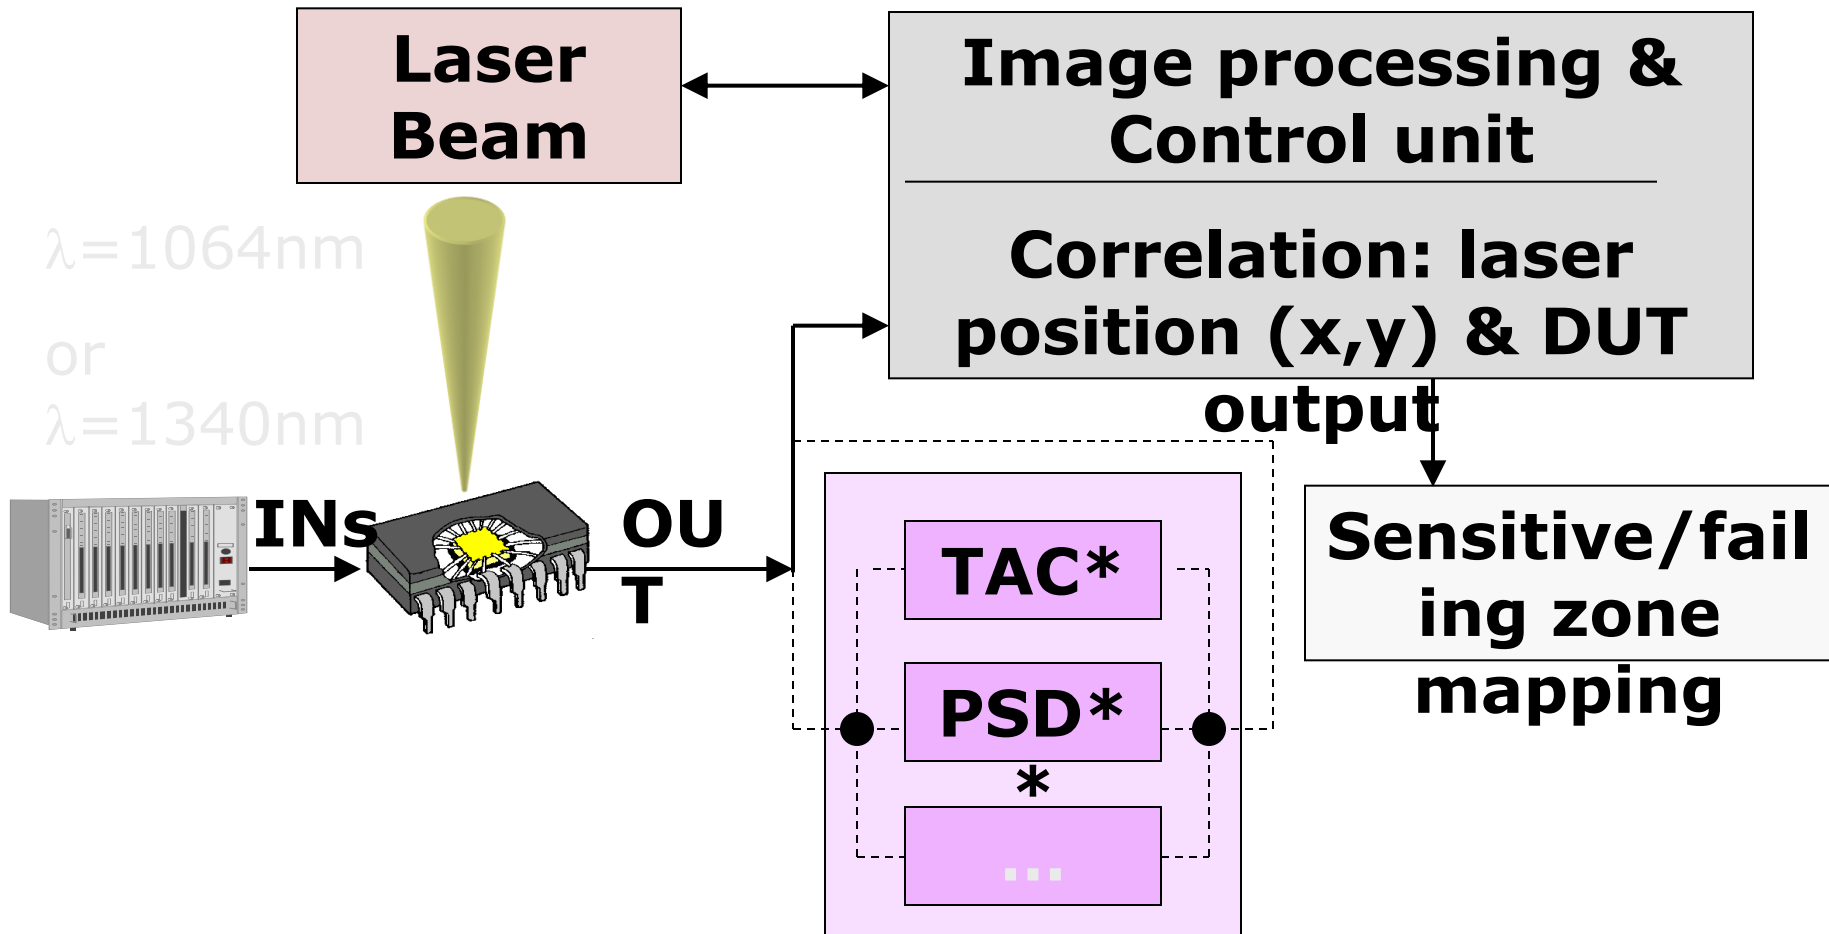 Laser
Beam
Image processing &
Control unit
Correlation: laser
position (x,y) & DUT
output
λ=1064nm
or
λ=1340nm
INs
OU
T
TAC*
PSD*
*
...
Sensitive/fail
ing zone
mapping